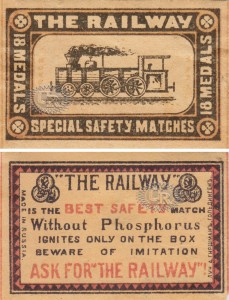 THE RAILWAY
18 MEDALS
18 MEDALS
SPECIAL SAFETY MATCHES
"THE RAILWAY"
IS THE BEST SAFETY MATCH
Without Phosphorus
IGNITES ONLY ON THE BOX
BEWARE OF IMITATION
ASK FOR "THE RAILWAY"!
MADE IN RUSSIA